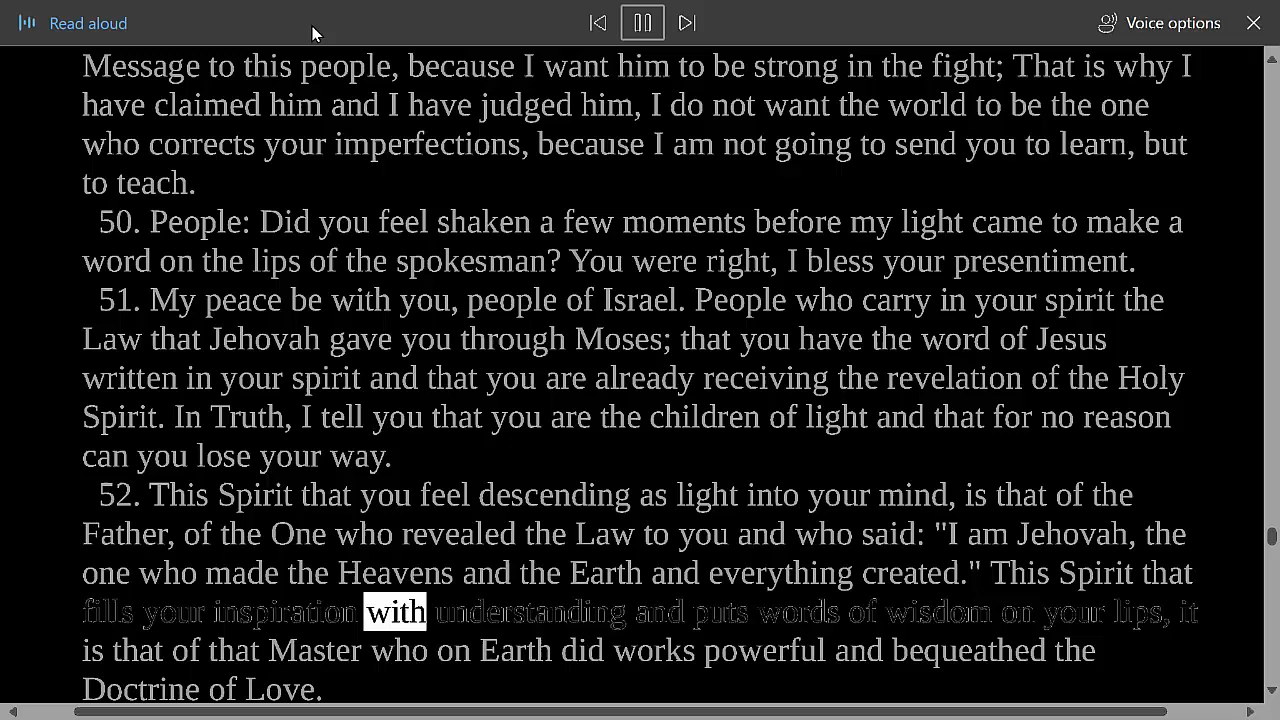 Read aloud
Voice options
Message to this people, because I want him to be strong in the fight; That is why I
have claimed him and I have judged him, I do not want the world to be the one
who corrects your imperfections, because I am not going to send you to learn, but
to teach.
50. People: Did you feel shaken a few moments before my light came to make a
word on the lips of the spokesman? You were right, I bless your presentiment.
51. My peace be with you, people of Israel. People who carry in your spirit the
Law that Jehovah gave you through Moses; that you have the word of Jesus
written in your spirit and that you are already receiving the revelation of the Holy
Spirit. In Truth, I tell you that you are the children of light and that for no reason
can you lose your way.
52. This Spirit that you feel descending as light into your mind, is that of the
Father, of the One who revealed the Law to you and who said: "I am Jehovah, the
one who made the Heavens and the Earth and everything created." This Spirit that
fills your inspiration with understanding and puts words of wisdom on your lips, it
is that of that Master who on Earth did works powerful and bequeathed the
Doctrine of Love.